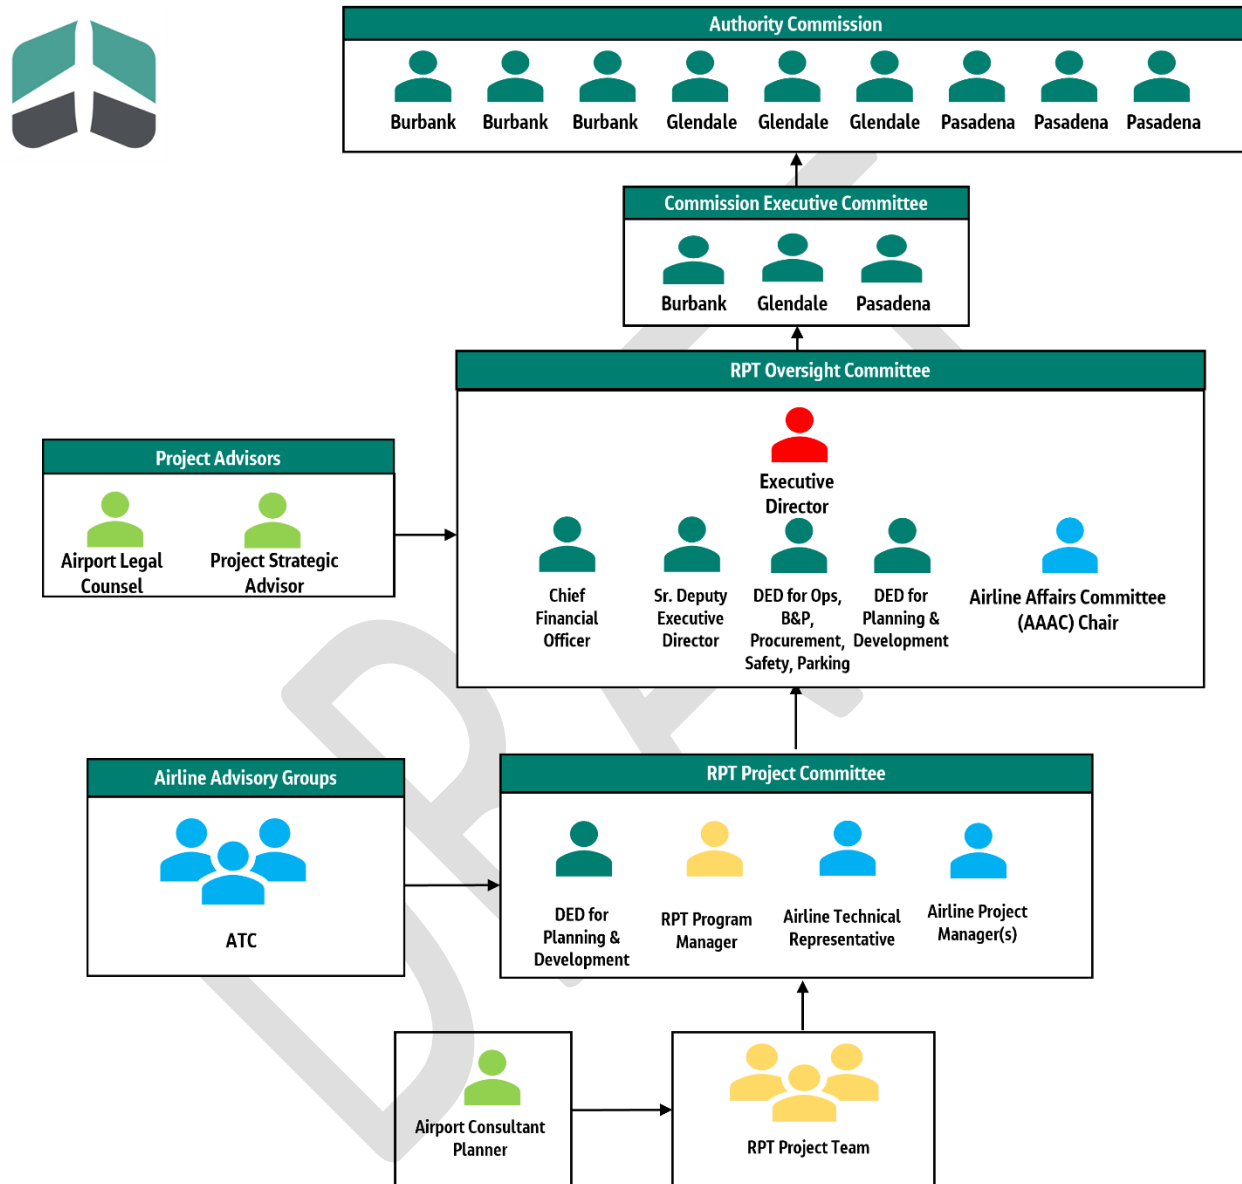 Authority Commission
Burbank Burbank Burbank Glendale Glendale Glendale Pasadena Pasadena Pasadena
Commission Executive Committee
Burbank Glendale Pasadena
RPT Oversight Committee
Executive
Director
Chief
Financial
Officer
Sr. Deputy
Executive
Director
DED for Ops,
B&P,
Procurement,
Safety, Parking
DED for
Planning &
Development
Airline Affairs Committee
(AAAC) Chair
Project Advisors
Airport Legal
Counsel
Project Strategic
Advisor
Airline Advisory Groups
ATC
RPT Project Committee
DED for
Planning &
Development
RPT Program
Manager
Airline Technical
Representative
Airline Project
Manager(s)
Airport Consultant
Planner
RPT Project Team
DRAFT